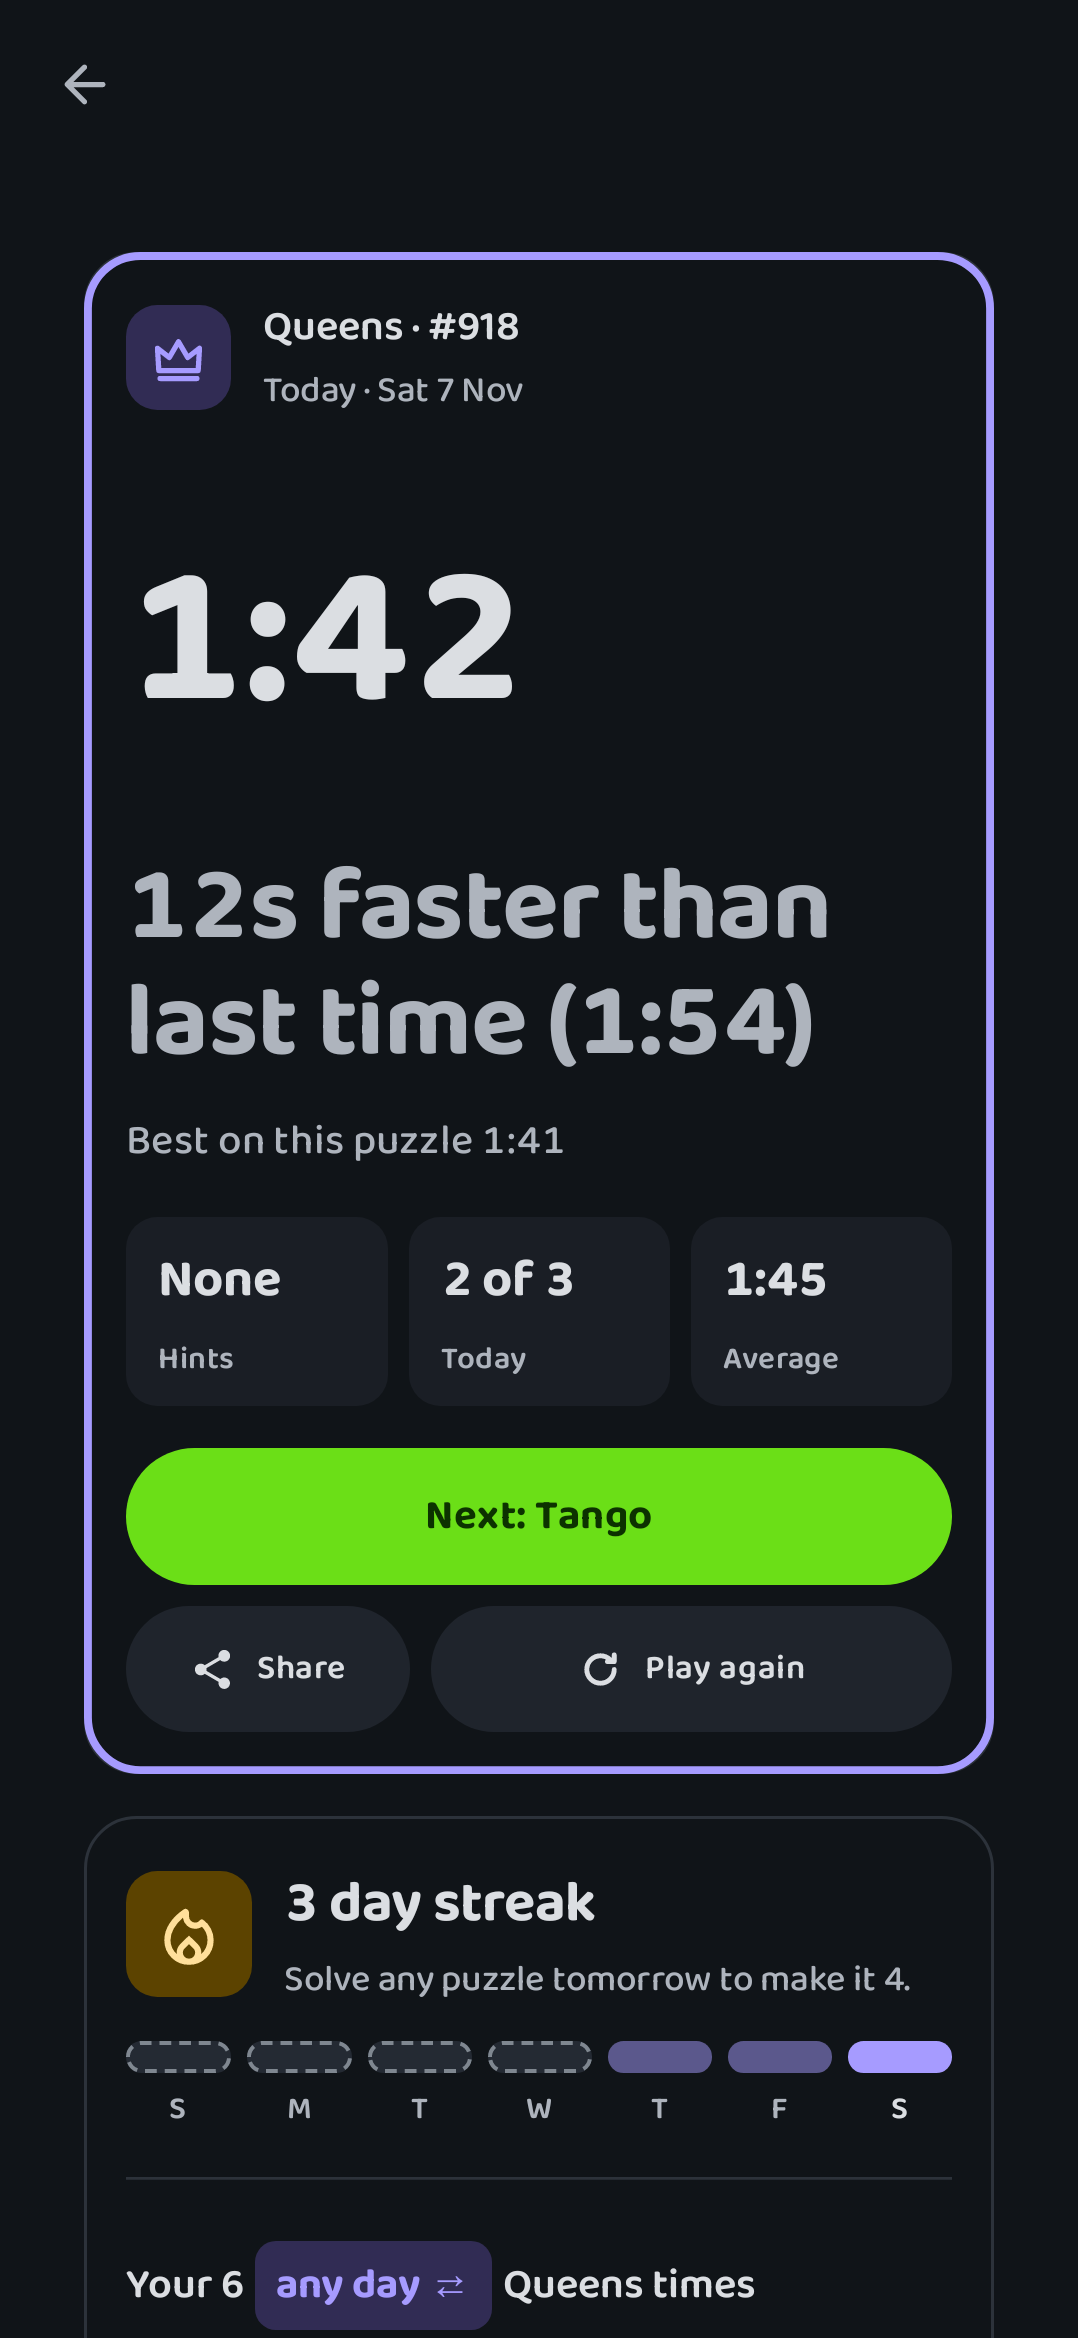 Queens · #918
Today · Sat 7 Nov
1:42
12s faster than
last time (1:54)
Best on this puzzle 1:41
None
Hints
2 of 3
Today
1:45
Average
Next: Tango
Share
Play again
3 day streak
Solve any puzzle tomorrow to make it 4.
S M T W T F S
Your 6 any day ⇄ Queens times